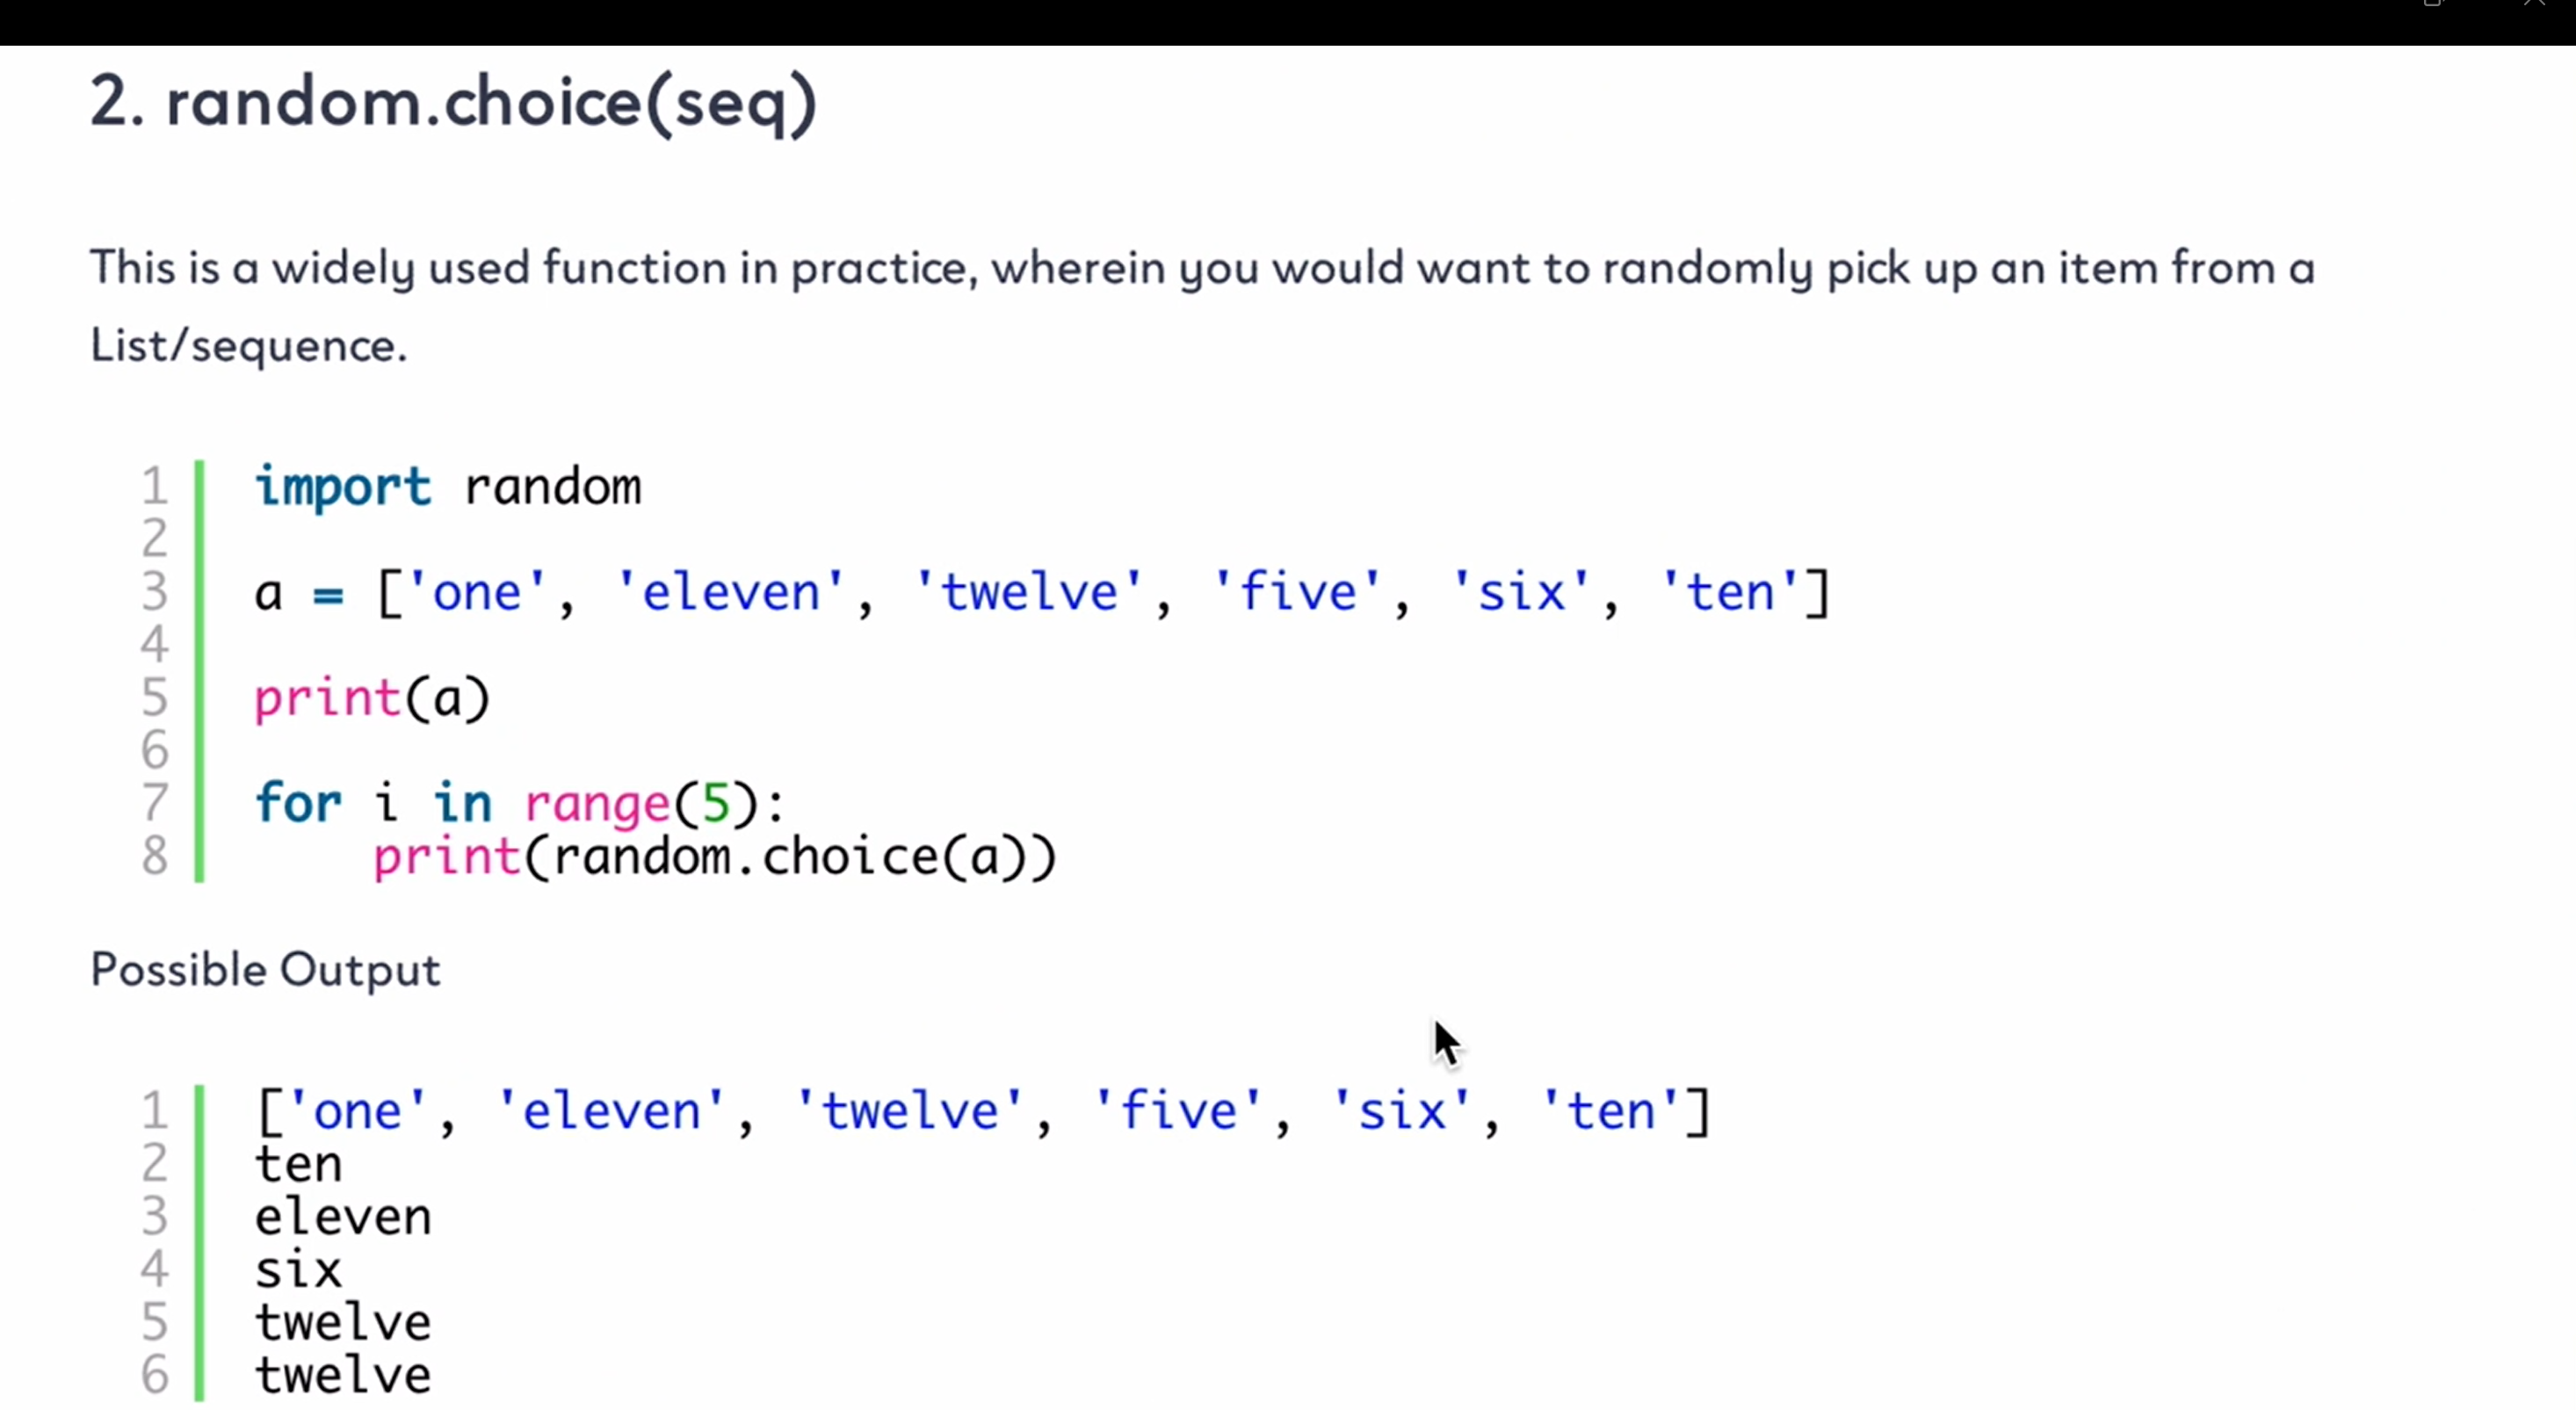 2. random.choice(seq)
This is a widely used function in practice, wherein you would want to randomly pick up an item from a
List/sequence.
1 import random
2
3 a = ['one', 'eleven', 'twelve', 'five', 'six', 'ten']
4
5 print(a)
6
7 for i in range(5):
8     print(random.choice(a))
Possible Output
1 ['one', 'eleven', 'twelve', 'five', 'six', 'ten']
2 ten
3 eleven
4 six
5 twelve
6 twelve